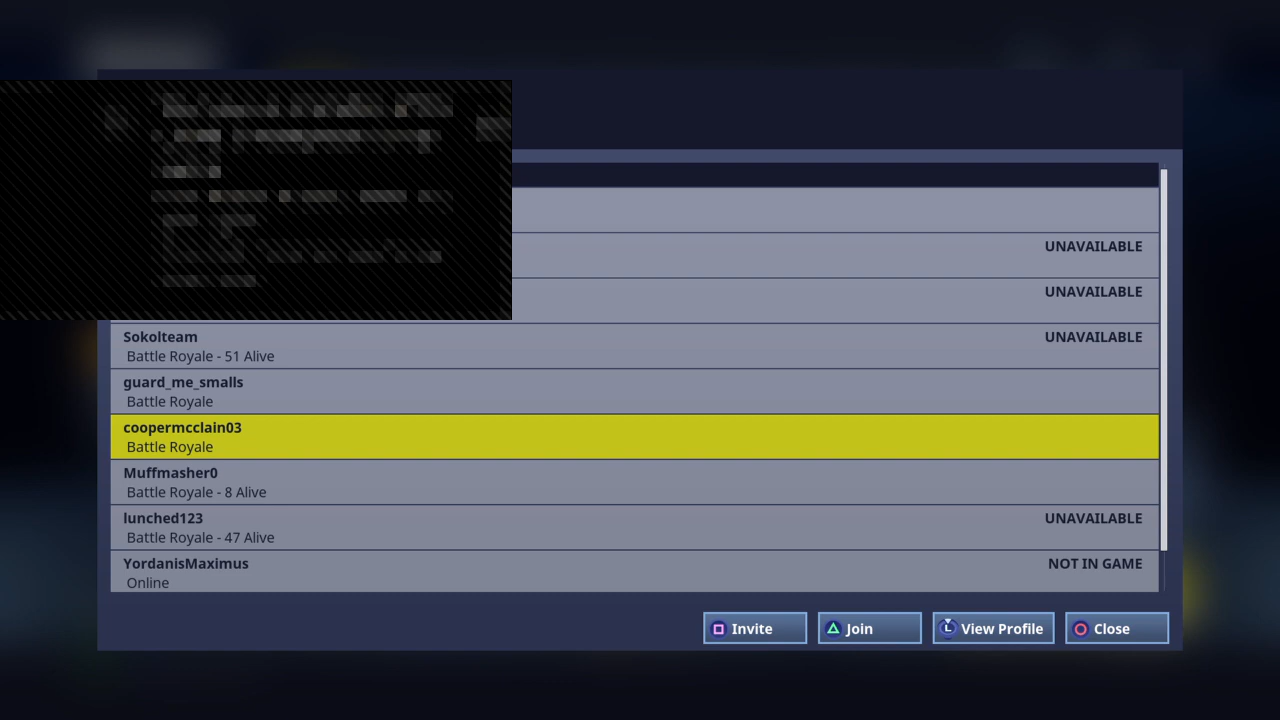 UNAVAILABLE
UNAVAILABLE
Sokolteam
UNAVAILABLE
Battle Royale - 51 Alive
guard_me_smalls
Battle Royale
coopermcclain03
Battle Royale
Muffmasher0
Battle Royale - 8 Alive
lunched123
UNAVAILABLE
Battle Royale - 47 Alive
YordanisMaximus
NOT IN GAME
Online
Invite
Join
L View Profile
Close